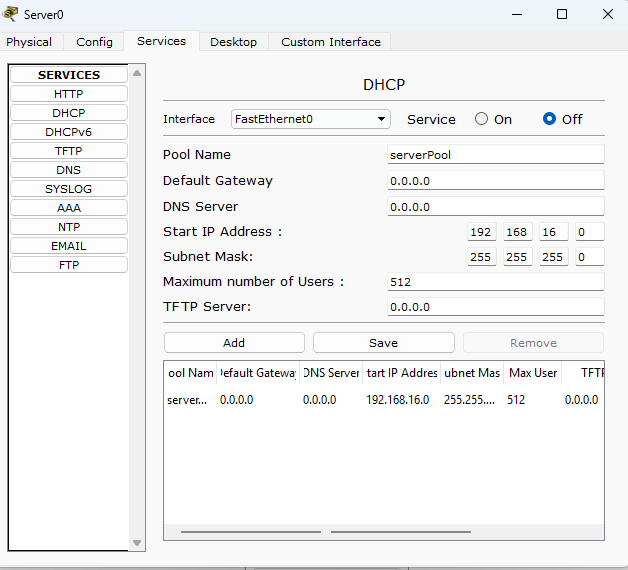 Server0
Physical Config Services Desktop Custom Interface
SERVICES
HTTP
DHCP
DHCPv6
TFTP
DNS
SYSLOG
AAA
NTP
EMAIL
FTP
DHCP
Interface FastEthernet0 Service On Off
Pool Name serverPool
Default Gateway 0.0.0.0
DNS Server 0.0.0.0
Start IP Address : 192 168 16 0
Subnet Mask: 255 255 255 0
Maximum number of Users : 512
TFTP Server: 0.0.0.0
Add Save Remove
ool Nam efault Gateway DNS Server tart IP Addres ubnet Mas Max User TFTP
server... 0.0.0.0 0.0.0.0 192.168.16.0 255.255.... 512 0.0.0.0